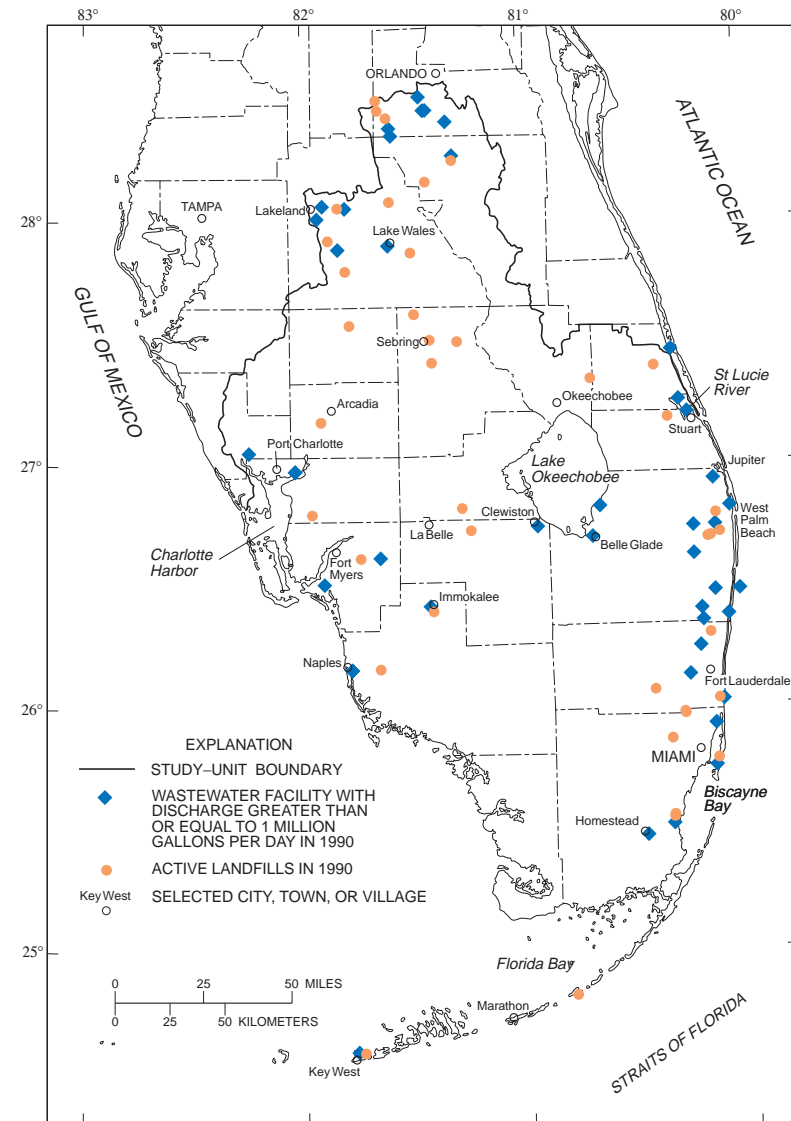 83°
82°
81°
80°
ORLANDO
ATLANTIC OCEAN
TAMPA
Lakeland
28°
Lake Wales
GULF OF MEXICO
Sebring
St Lucie
River
Okeechobee
Arcadia
Stuart
Port Charlotte
27°
Lake
Okeechobee
Jupiter
Clewiston
West
Palm
Beach
La Belle
Belle Glade
Charlotte
Harbor
Fort
Myers
Immokalee
Naples
Fort Lauderdale
26°
EXPLANATION
MIAMI
STUDY–UNIT BOUNDARY
Biscayne
Bay
WASTEWATER FACILITY WITH
DISCHARGE GREATER THAN
OR EQUAL TO 1 MILLION
GALLONS PER DAY IN 1990
Homestead
ACTIVE LANDFILLS IN 1990
Key West
SELECTED CITY, TOWN, OR VILLAGE
25°
Florida Bay
0 25 50 MILES
0 25 50 KILOMETERS
Marathon
STRAITS OF FLORIDA
Key West